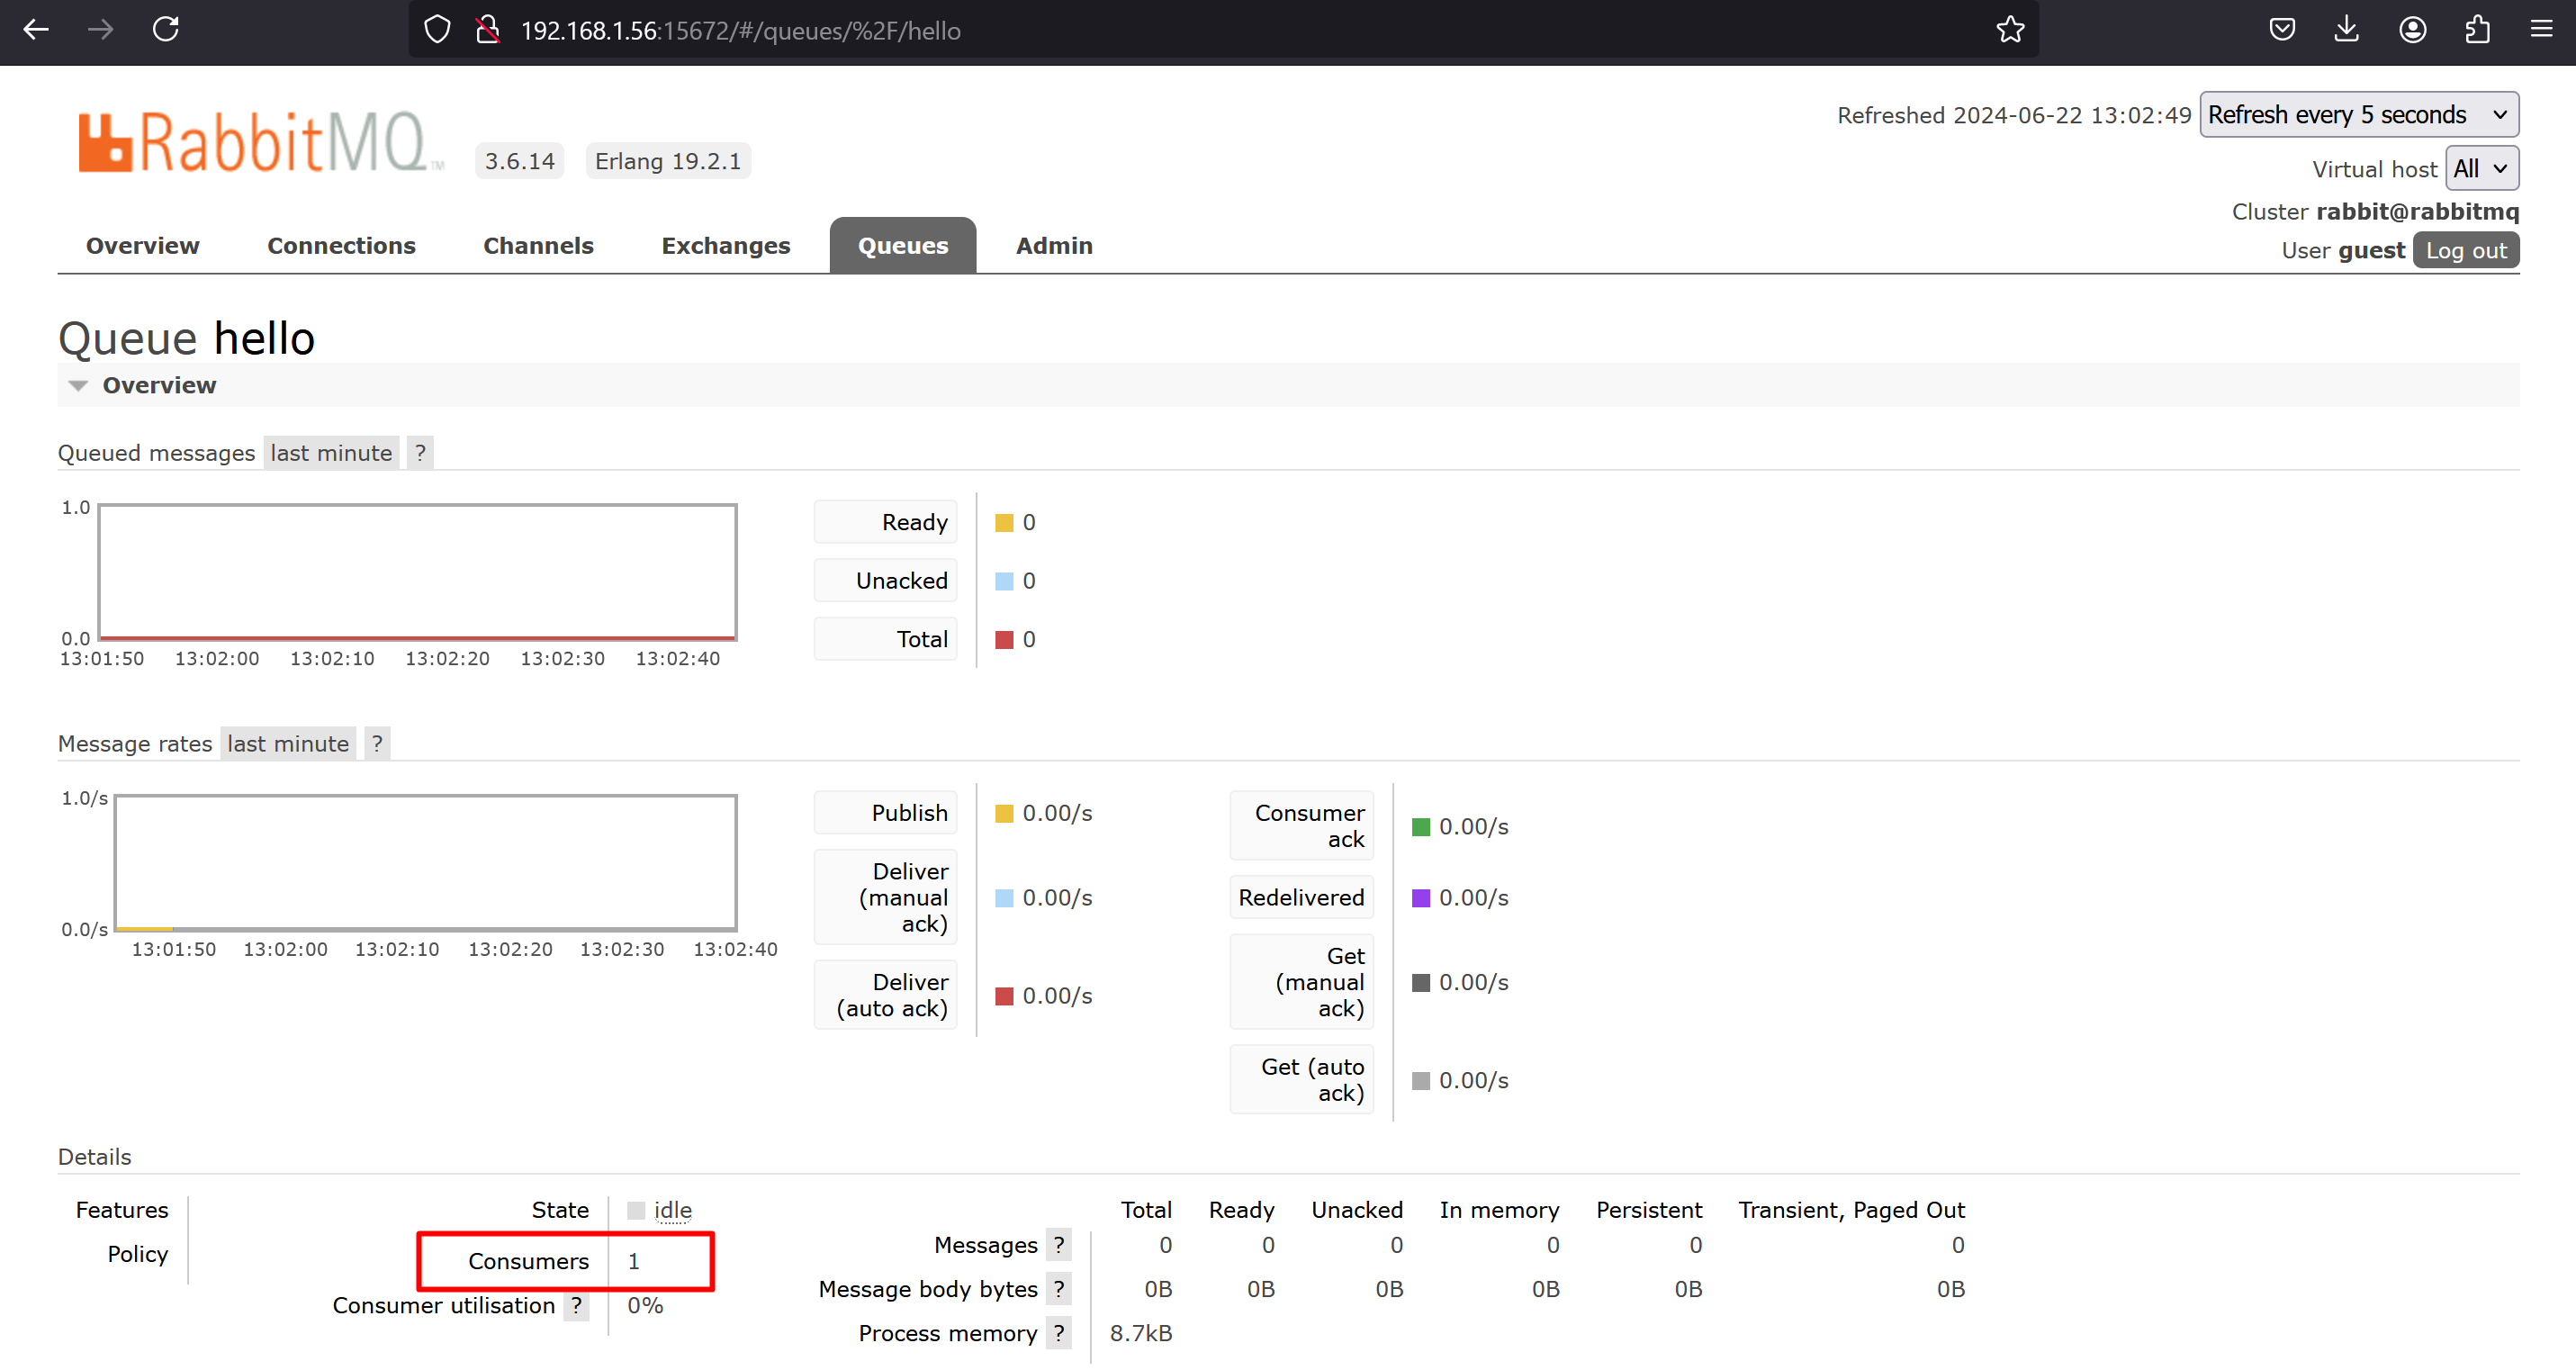 192.168.1.56:15672/#/queues/%2F/hello
RabbitMQ TM 3.6.14 Erlang 19.2.1
Refreshed 2024-06-22 13:02:49 Refresh every 5 seconds
Virtual host All
Cluster rabbit@rabbitmq
User guest Log out
Overview Connections Channels Exchanges Queues Admin
Queue hello
Overview
Queued messages last minute ?
1.0
0.0
13:01:50 13:02:00 13:02:10 13:02:20 13:02:30 13:02:40
Ready 0
Unacked 0
Total 0
Message rates last minute ?
1.0/s
0.0/s
13:01:50 13:02:00 13:02:10 13:02:20 13:02:30 13:02:40
Publish 0.00/s
Deliver
(manual 0.00/s
ack)
Deliver
(auto ack) 0.00/s
Consumer
ack 0.00/s
Redelivered 0.00/s
Get
(manual 0.00/s
ack)
Get (auto
ack) 0.00/s
Details
Features
Policy
State idle
Consumers 1
Consumer utilisation ? 0%
Total Ready Unacked In memory Persistent Transient, Paged Out
Messages ? 0 0 0 0 0 0
Message body bytes ? 0B 0B 0B 0B 0B 0B
Process memory ? 8.7kB